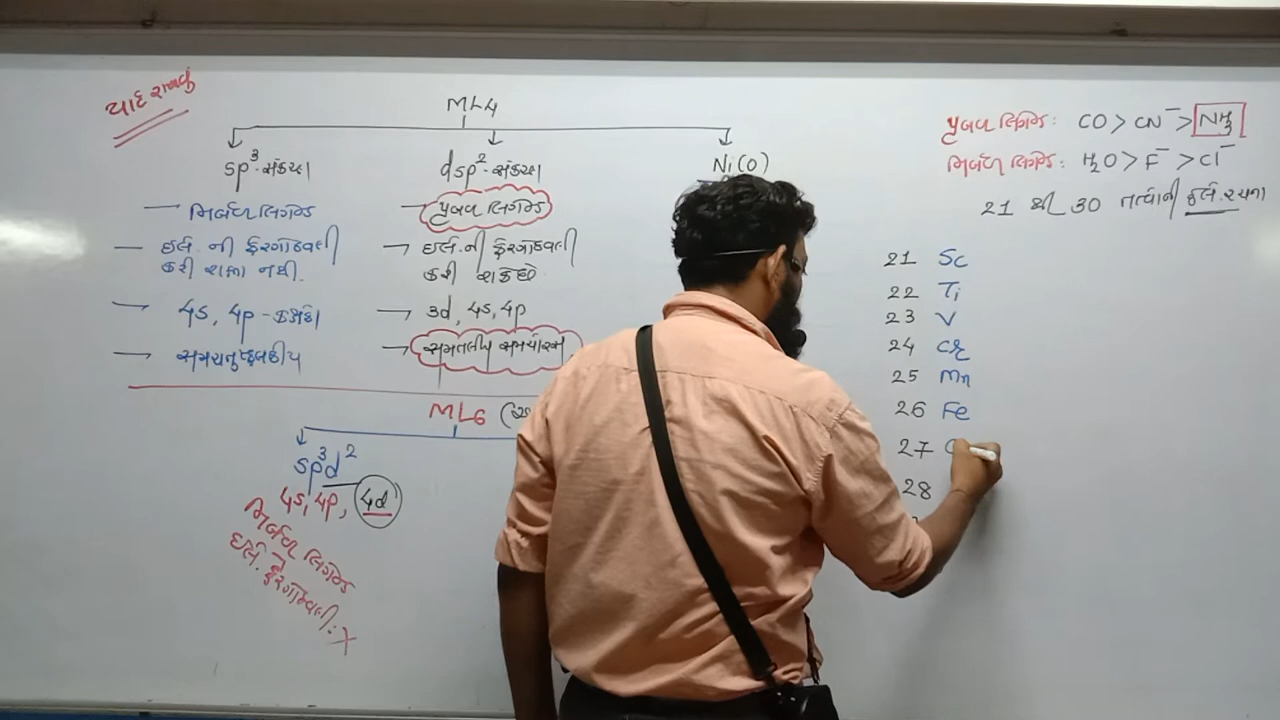 યાદ રાખવું
ML4
sp³-સંકરણ
dsp²-સંકરણ
Ni(0)
→ નિર્બળ લિગેન્ડ
→ ઇલે. ની ફેરગોઠવણી
કરી શકતા નથી.
→ 4s, 4p-કક્ષકો
→ સમચતુષ્ફલકીય
→ પ્રબળ લિગેન્ડ
→ ઇલે. ની ફેરગોઠવણી
કરી શકે છે
→ 3d, 4s, 4p
→ સમતલીય સમચોરસ
ML6
sp³d²
4s, 4p, 4d
નિર્બળ લિગેન્ડ
ઇલે. ફેરગોઠવણી: X
પ્રબળ લિગેન્ડ: CO > CN⁻ > NH₃
નિર્બળ લિગેન્ડ: H₂O > F⁻ > Cl⁻
21 થી 30 તત્વોની ઇલે. રચના
21 Sc
22 Ti
23 V
24 Cr
25 Mn
26 Fe
27 C
28